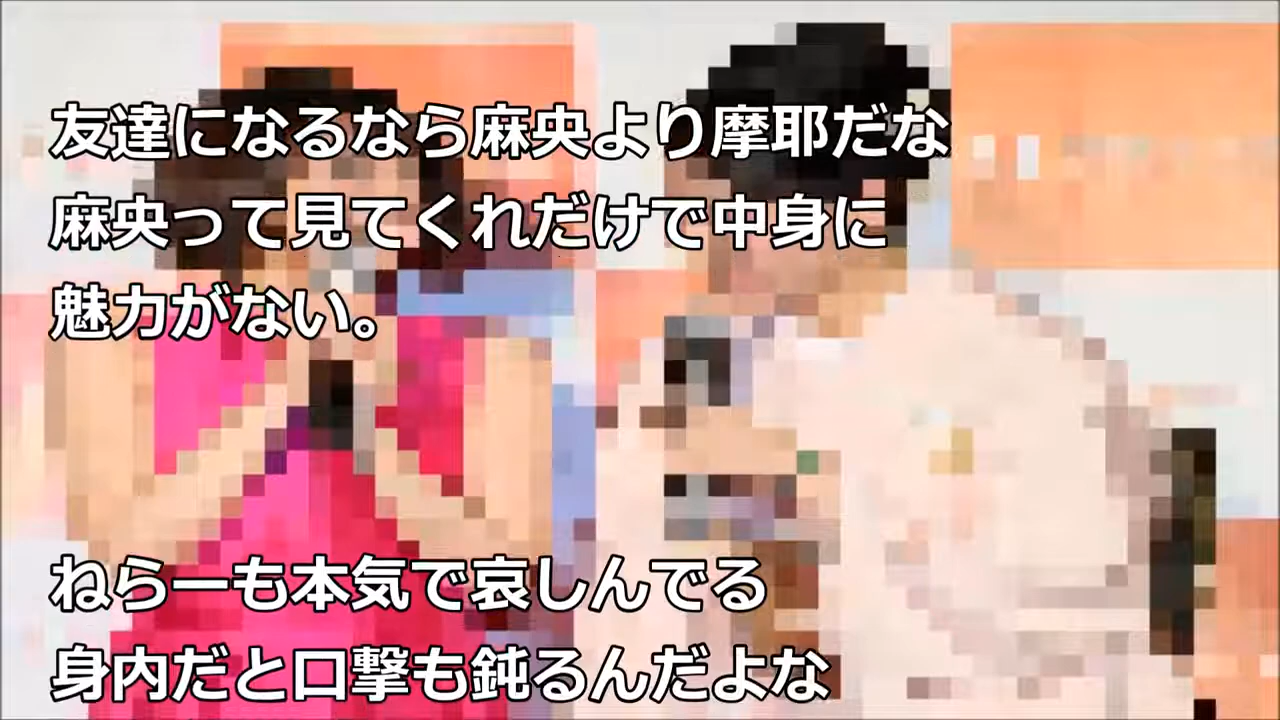 友達になるなら麻央より摩耶だな
麻央って見てくれだけで中身に
魅力がない。
ねらーも本気で哀しんでる
身内だと口撃も鈍るんだよな